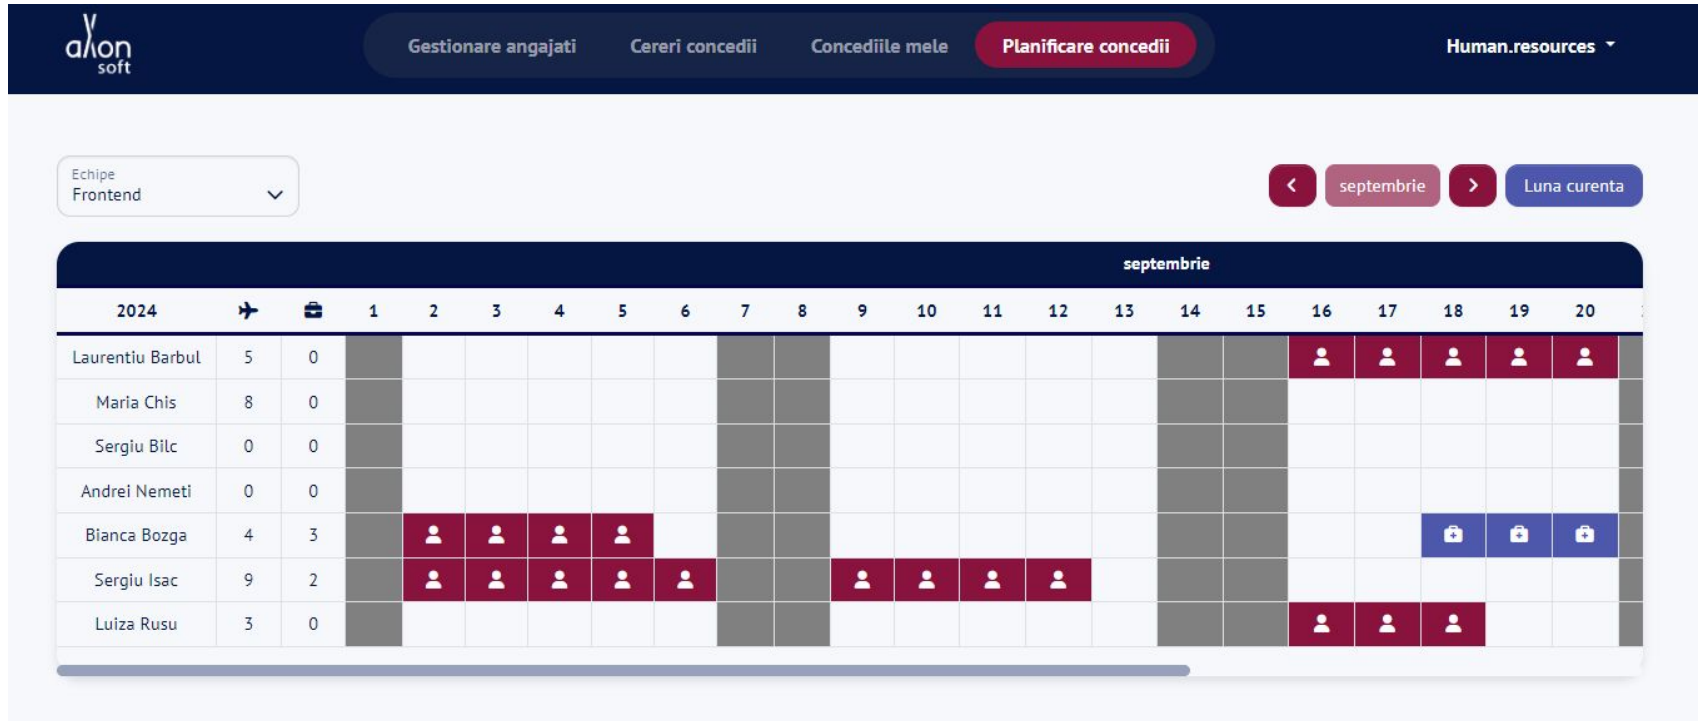 axon
soft
Gestionare angajati Cereri concedii Concediile mele Planificare concedii Human.resources
Echipe
Frontend
septembrie Luna curenta
septembrie
2024 1 2 3 4 5 6 7 8 9 10 11 12 13 14 15 16 17 18 19 20
Laurentiu Barbul 5 0
Maria Chis 8 0
Sergiu Bilc 0 0
Andrei Nemeti 0 0
Bianca Bozga 4 3
Sergiu Isac 9 2
Luiza Rusu 3 0